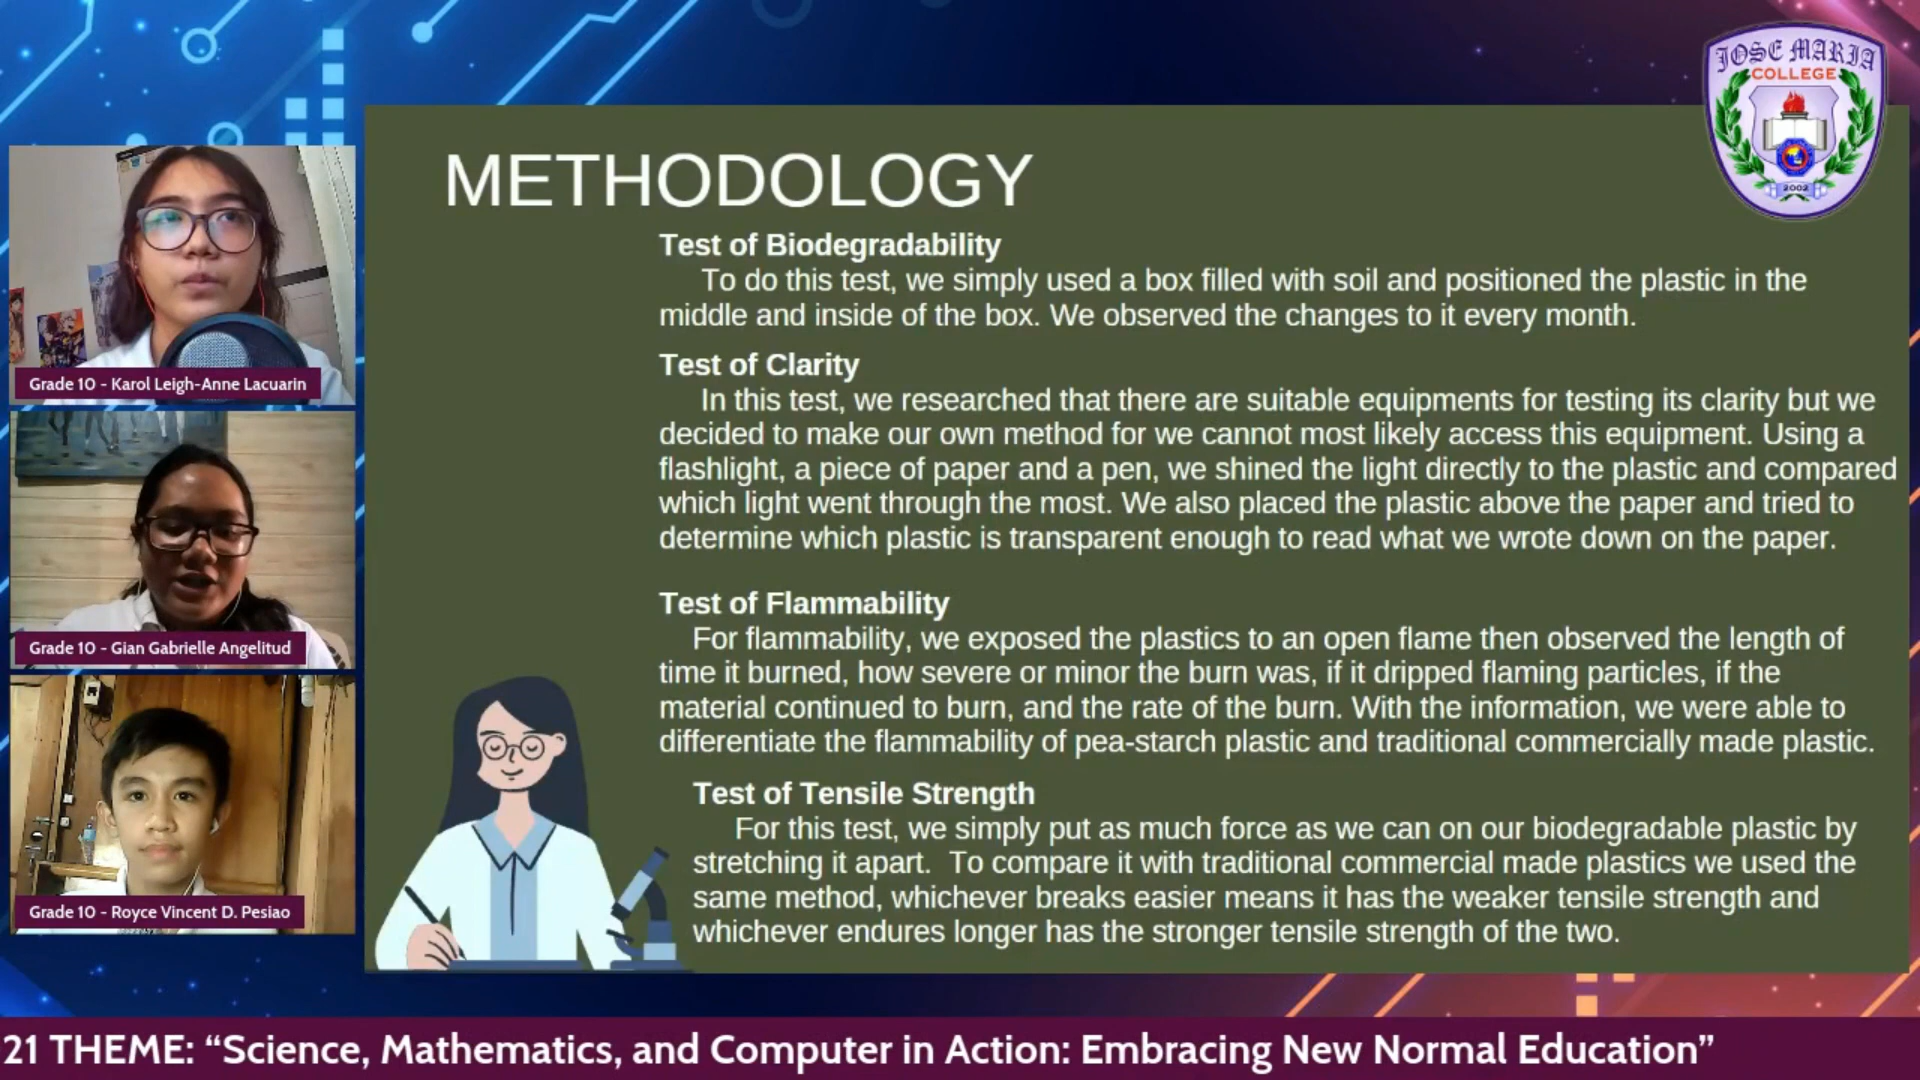 JOSE MARIA
COLLEGE
2002
METHODOLOGY
Test of Biodegradability
To do this test, we simply used a box filled with soil and positioned the plastic in the
middle and inside of the box. We observed the changes to it every month.
Test of Clarity
In this test, we researched that there are suitable equipments for testing its clarity but we
decided to make our own method for we cannot most likely access this equipment. Using a
flashlight, a piece of paper and a pen, we shined the light directly to the plastic and compared
which light went through the most. We also placed the plastic above the paper and tried to
determine which plastic is transparent enough to read what we wrote down on the paper.
Test of Flammability
For flammability, we exposed the plastics to an open flame then observed the length of
time it burned, how severe or minor the burn was, if it dripped flaming particles, if the
material continued to burn, and the rate of the burn. With the information, we were able to
differentiate the flammability of pea-starch plastic and traditional commercially made plastic.
Test of Tensile Strength
For this test, we simply put as much force as we can on our biodegradable plastic by
stretching it apart. To compare it with traditional commercial made plastics we used the
same method, whichever breaks easier means it has the weaker tensile strength and
whichever endures longer has the stronger tensile strength of the two.
Grade 10 - Karol Leigh-Anne Lacuarin
Grade 10 - Gian Gabrielle Angelitud
Grade 10 - Royce Vincent D. Pesiao
21 THEME: “Science, Mathematics, and Computer in Action: Embracing New Normal Education”